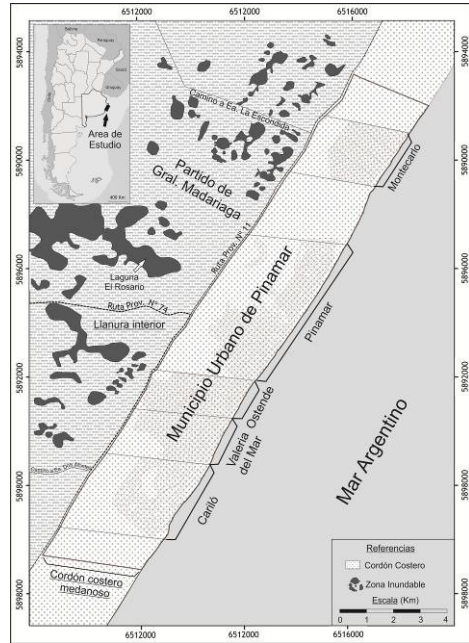 6512000
6512000
6516000
5894000
5890000
5896000
5892000
5898000
5898000
Bolivia
Paraguay
Brasil
Uruguay
Area de
Estudio
400 Km
Camino a Ea. La Escondida
Partido de
Gral. Madariaga
Laguna
El Rosario
Ruta Prov. N° 74
Llanura interior
Ruta Prov. N° 11
Municipio Urbano de Pinamar
Montecarlo
Pinamar
Ostende
Valeria
del Mar
Cariló
Mar Argentino
Cordón costero
medanoso
Referencias
Cordón Costero
Zona Inundable
Escala (Km)
0 1 2 3 4
5894000
5890000
5896000
5892000
5898000
5898000
6512000
6512000
6516000